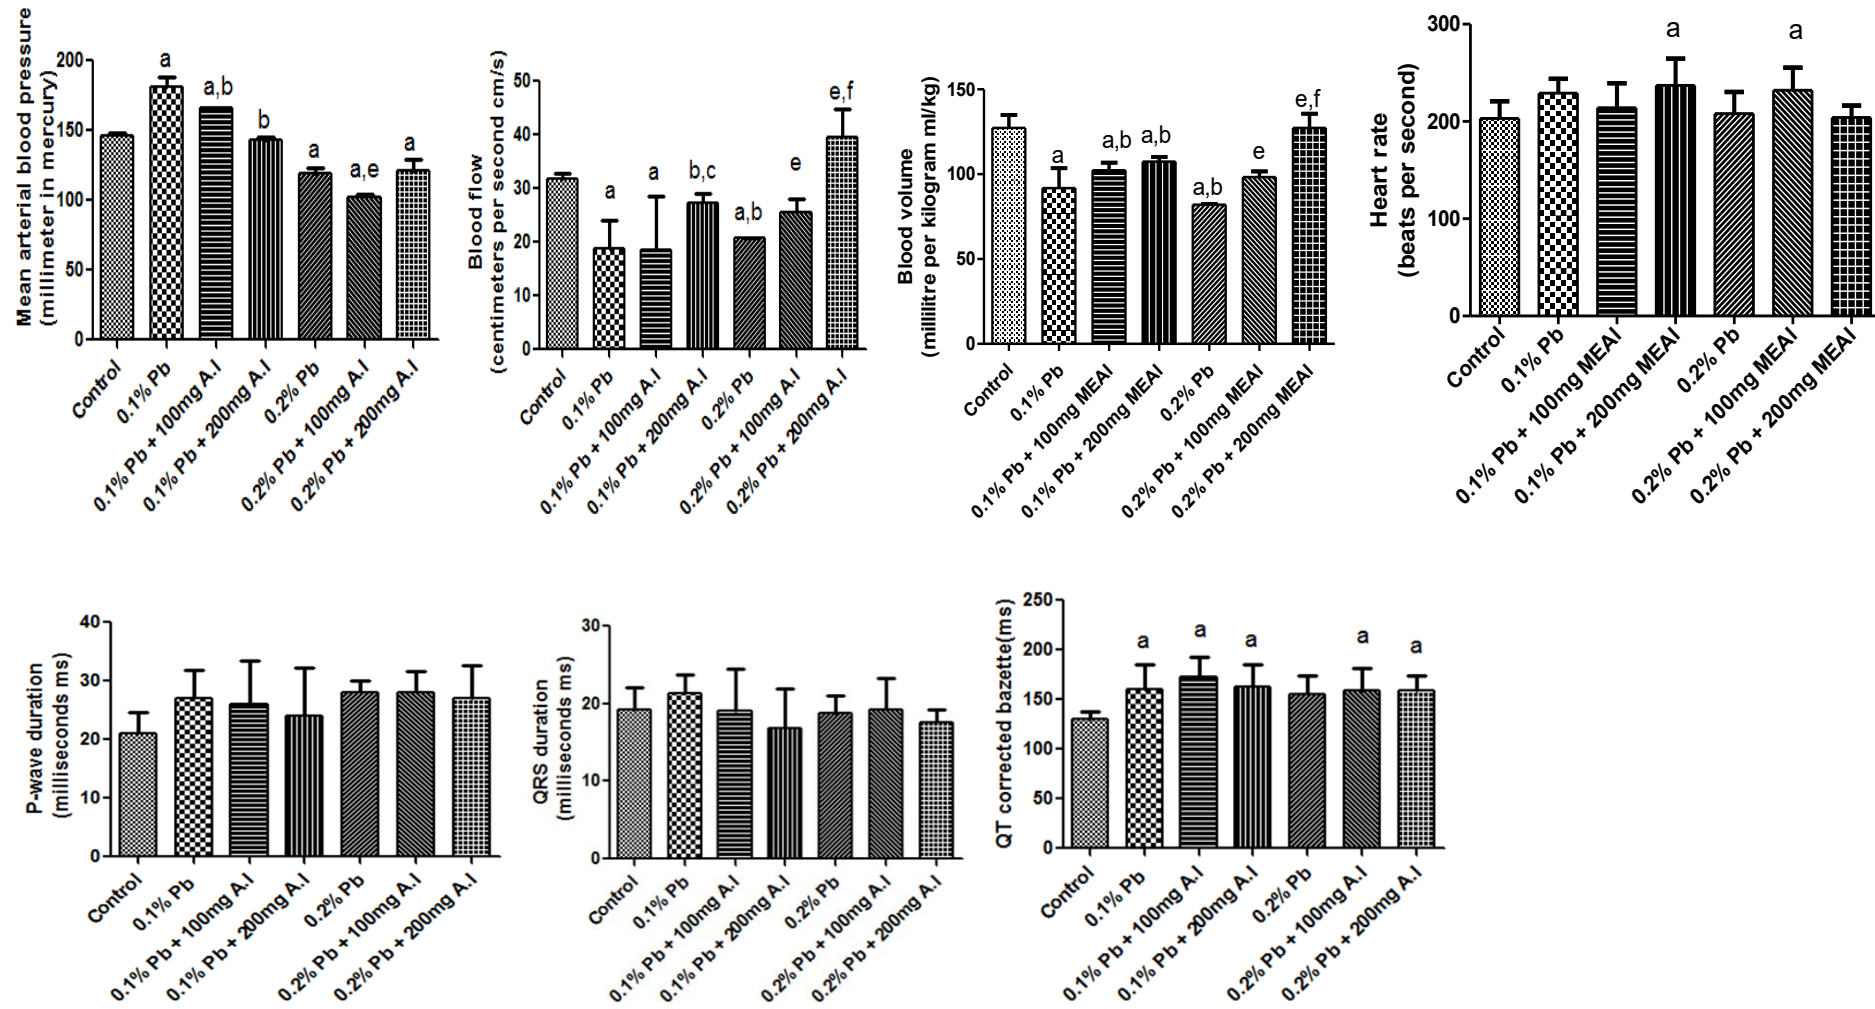 Mean arterial blood pressure
(millimeter in mercury)
200
150
100
50
0
a
a,b
b
a
a,e
a
Control
0.1% Pb
0.1% Pb + 100mg A.I
0.1% Pb + 200mg A.I
0.2% Pb
0.2% Pb + 100mg A.I
0.2% Pb + 200mg A.I
Blood flow
(centimeters per second cm/s)
50
40
30
20
10
0
a
a
b,c
a,b
e
e,f
Control
0.1% Pb
0.1% Pb + 100mg A.I
0.1% Pb + 200mg A.I
0.2% Pb
0.2% Pb + 100mg A.I
0.2% Pb + 200mg A.I
Blood volume
(millilitre per kilogram ml/kg)
150
100
50
0
a
a,b
a,b
a,b
e
e,f
Control
0.1% Pb
0.1% Pb + 100mg MEAI
0.1% Pb + 200mg MEAI
0.2% Pb
0.2% Pb + 100mg MEAI
0.2% Pb + 200mg MEAI
Heart rate
(beats per second)
300
200
100
0
a
a
Control
0.1% Pb
0.1% Pb + 100mg MEAI
0.1% Pb + 200mg MEAI
0.2% Pb
0.2% Pb + 100mg MEAI
0.2% Pb + 200mg MEAI
P-wave duration
(milliseconds ms)
40
30
20
10
0
Control
0.1% Pb
0.1% Pb + 100mg A.I
0.1% Pb + 200mg A.I
0.2% Pb
0.2% Pb + 100mg A.I
0.2% Pb + 200mg A.I
QRS duration
(milliseconds ms)
30
20
10
0
Control
0.1% Pb
0.1% Pb + 100mg A.I
0.1% Pb + 200mg A.I
0.2% Pb
0.2% Pb + 100mg A.I
0.2% Pb + 200mg A.I
QT corrected bazette(ms)
250
200
150
100
50
0
a
a
a
a
a
Control
0.1% Pb
0.1% Pb + 100mg A.I
0.1% Pb + 200mg A.I
0.2% Pb
0.2% Pb + 100mg A.I
0.2% Pb + 200mg A.I